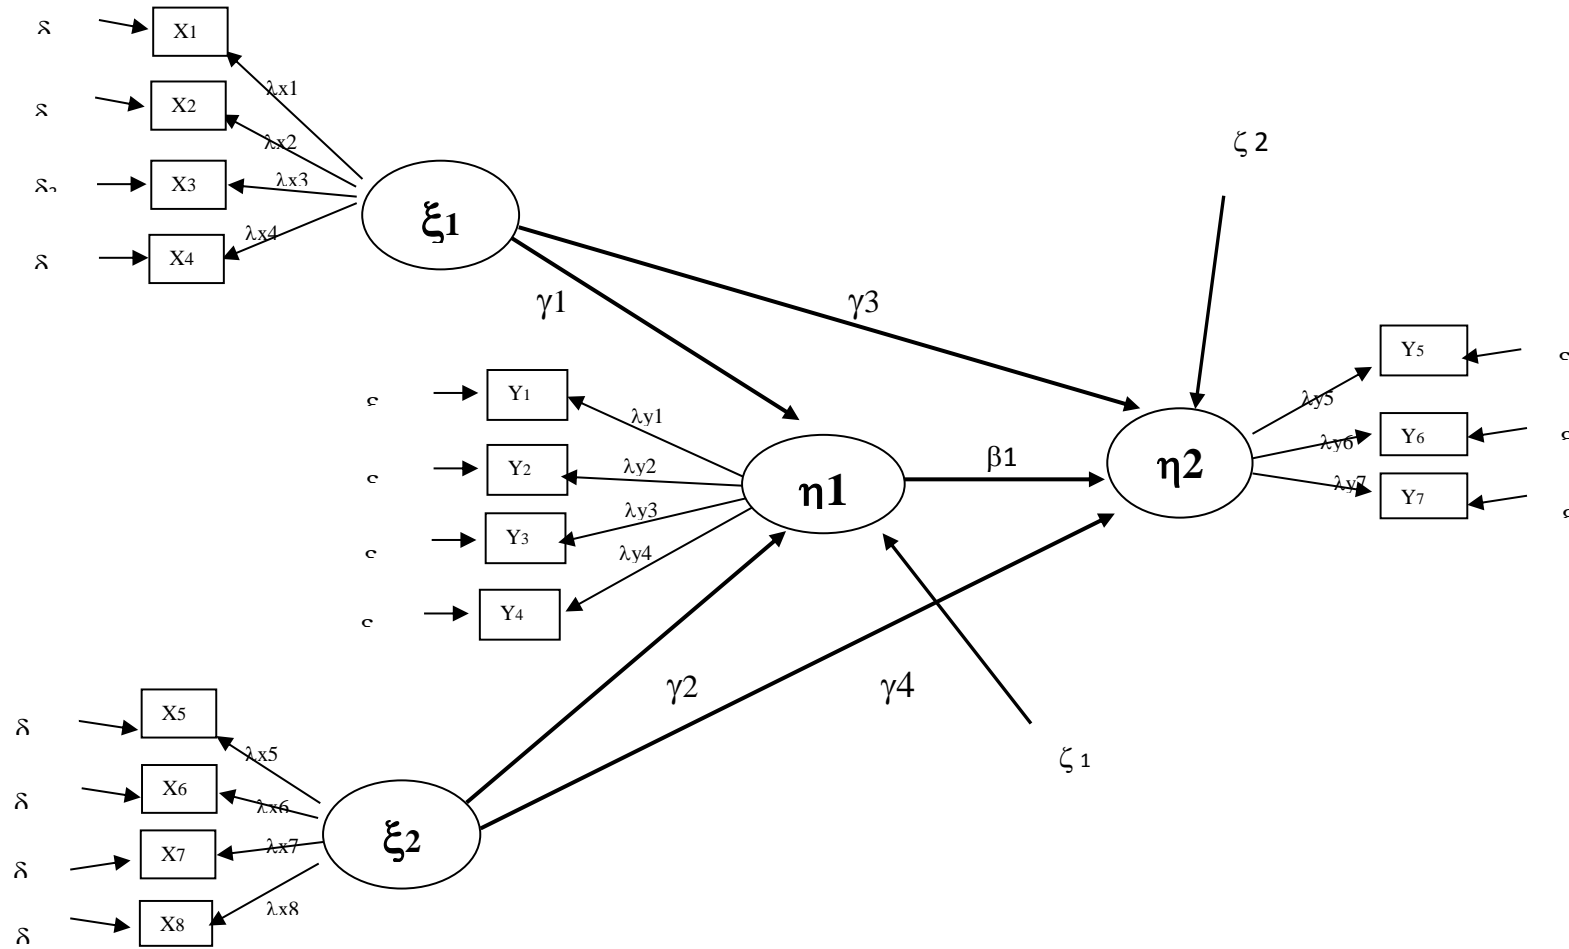 δ
X1
λx1
δ
X2
λx2
δ
X3
λx3
δ
X4
λx4
ξ1
ζ 2
γ1
γ3
Y1
λy1
Y2
λy2
Y3
λy3
Y4
λy4
η1
β1
η2
Y5
λy5
Y6
λy6
Y7
λy7
γ2
γ4
ζ 1
δ
X5
λx5
δ
X6
λx6
δ
X7
λx7
δ
X8
λx8
ξ2